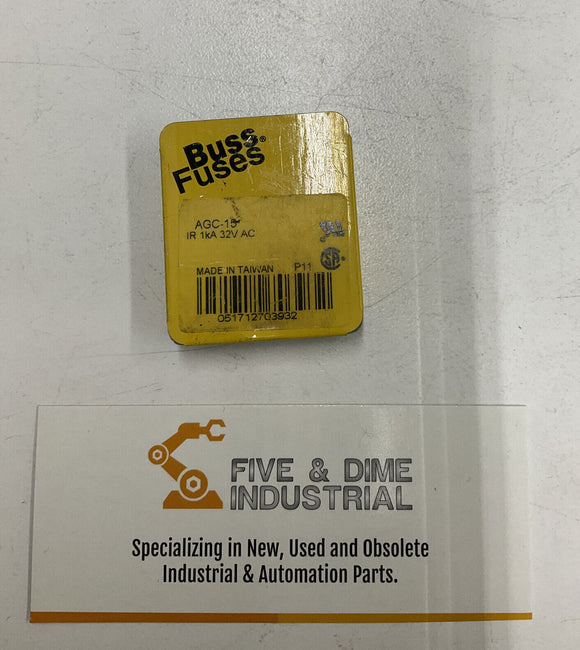 Buss®
Fuses
AGC-15
IR 1kA 32V AC
MADE IN TAIWAN P11
051712703932
FIVE & DIME
INDUSTRIAL
Specializing in New, Used and Obsolete
Industrial & Automation Parts.